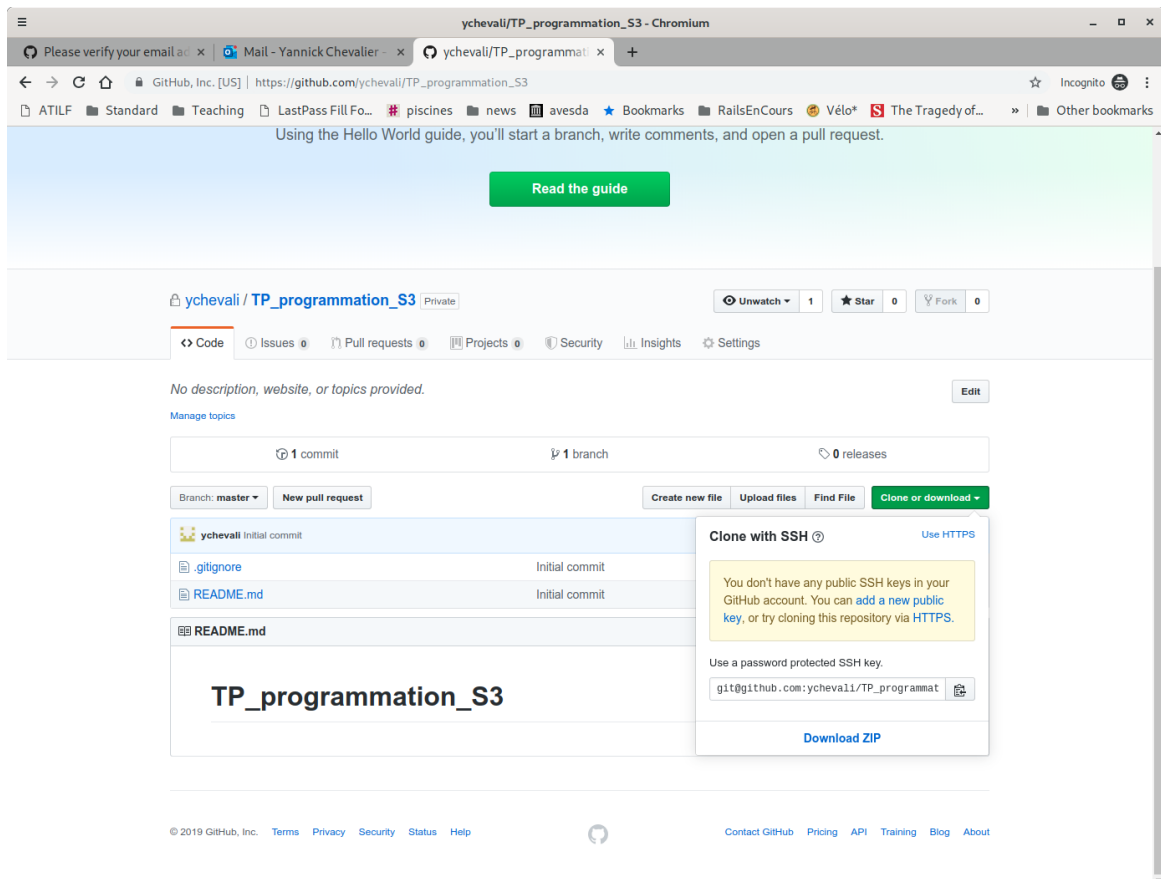 ychevali/TP_programmation_S3 - Chromium
Please verify your email ad
Mail - Yannick Chevalier -
ychevali/TP_programmati
GitHub, Inc. [US] | https://github.com/ychevali/TP_programmation_S3
Incognito
ATILF Standard Teaching LastPass Fill Fo... piscines news avesda Bookmarks RailsEnCours Vélo* The Tragedy of... » Other bookmarks
Using the Hello World guide, you'll start a branch, write comments, and open a pull request.
Read the guide
ychevali / TP_programmation_S3 Private
Unwatch 1 Star 0 Fork 0
Code Issues 0 Pull requests 0 Projects 0 Security Insights Settings
No description, website, or topics provided.
Edit
Manage topics
1 commit 1 branch 0 releases
Branch: master New pull request Create new file Upload files Find File Clone or download
ychevali Initial commit
.gitignore Initial commit
README.md Initial commit
README.md
TP_programmation_S3
Clone with SSH Use HTTPS
You don't have any public SSH keys in your
GitHub account. You can add a new public
key, or try cloning this repository via HTTPS.
Use a password protected SSH key.
git@github.com:ychevali/TP_programmat
Download ZIP
© 2019 GitHub, Inc. Terms Privacy Security Status Help Contact GitHub Pricing API Training Blog About